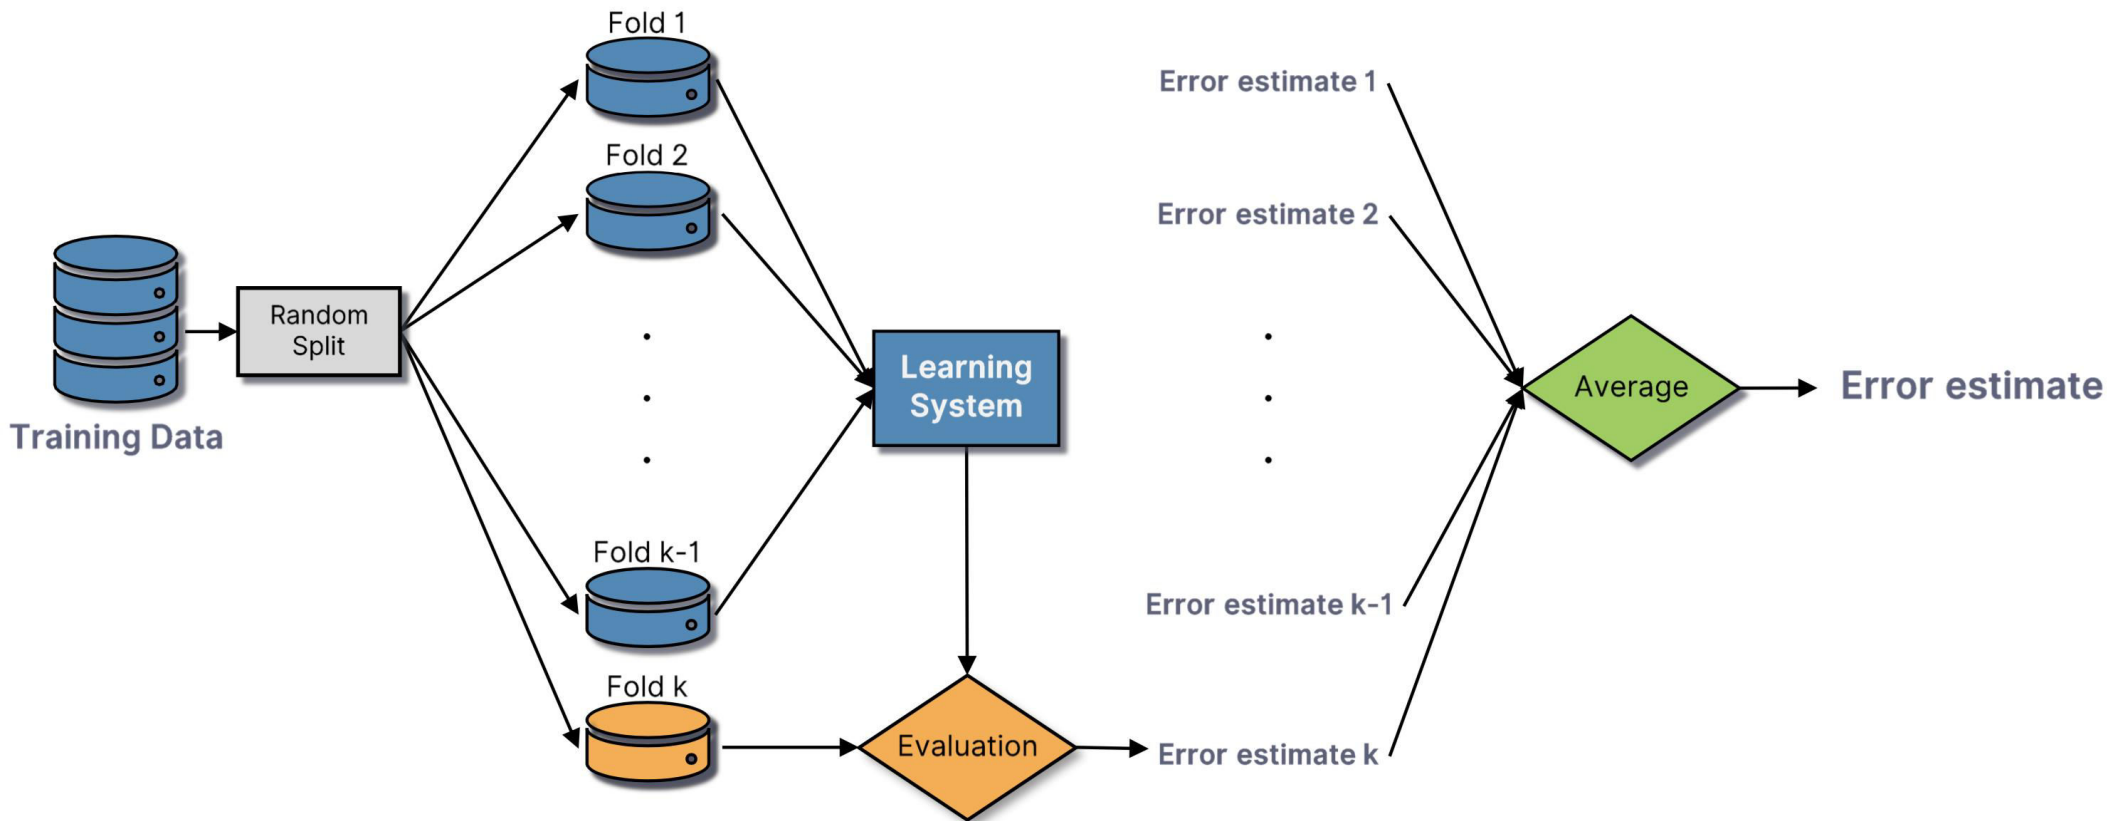 Fold 1
Error estimate 1
Fold 2
Error estimate 2
Random
Split
Training Data
Learning
System
Average
Error estimate
Fold k-1
Error estimate k-1
Fold k
Evaluation
Error estimate k